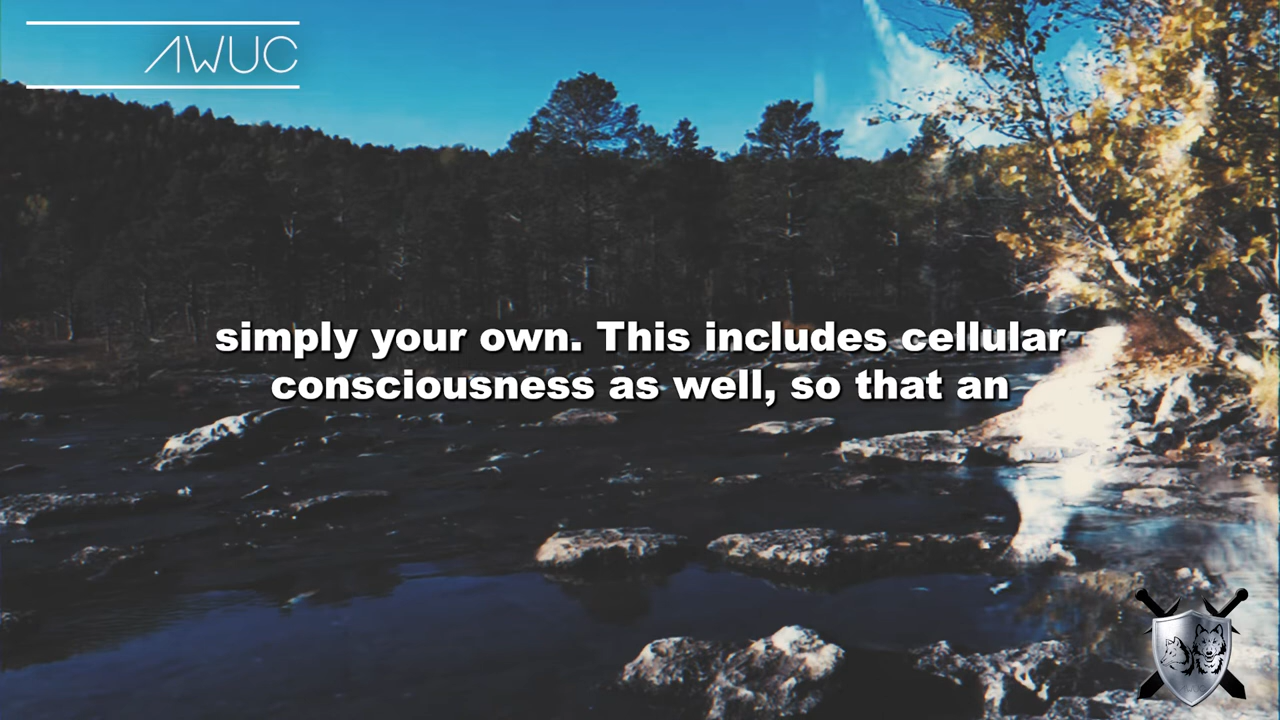 AWUC
simply your own. This includes cellular
consciousness as well, so that an